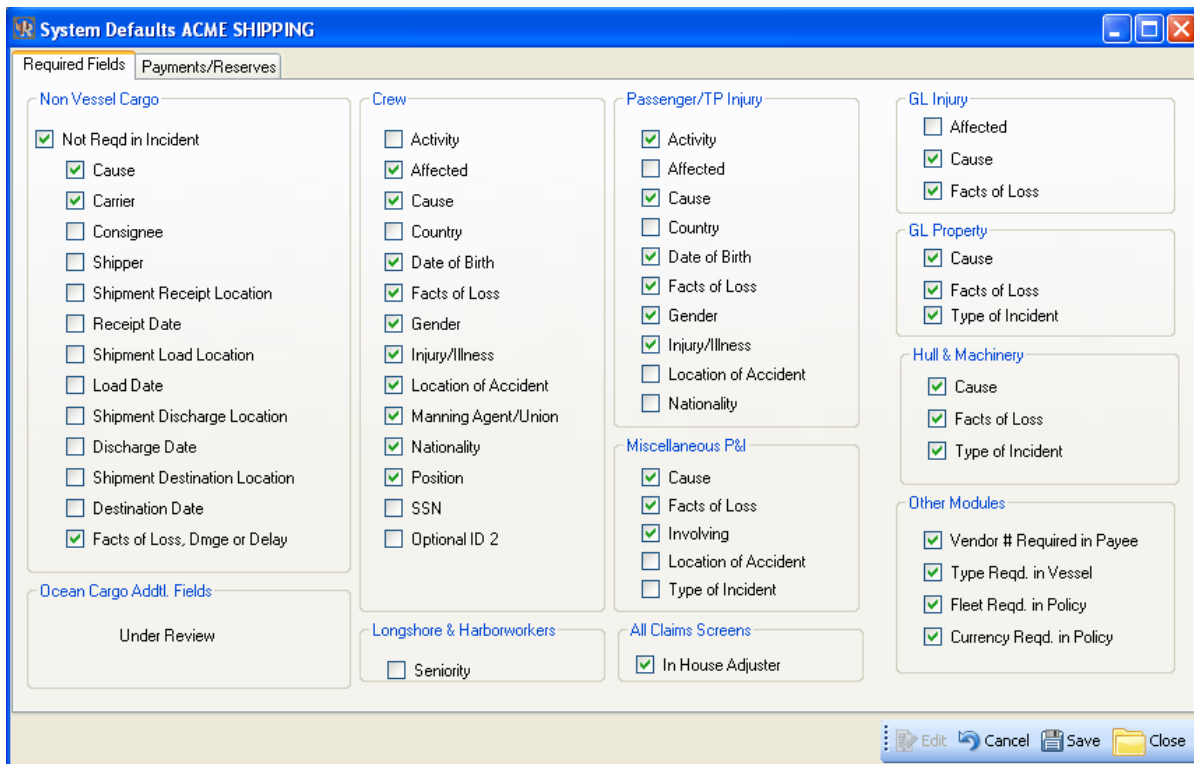 System Defaults ACME SHIPPING
Required Fields
Payments/Reserves
Non Vessel Cargo
Not Reqd in Incident
Cause
Carrier
Consignee
Shipper
Shipment Receipt Location
Receipt Date
Shipment Load Location
Load Date
Shipment Discharge Location
Discharge Date
Shipment Destination Location
Destination Date
Facts of Loss, Dmge or Delay
Ocean Cargo Addtl. Fields
Under Review
Crew
Activity
Affected
Cause
Country
Date of Birth
Facts of Loss
Gender
Injury/Illness
Location of Accident
Manning Agent/Union
Nationality
Position
SSN
Optional ID 2
Longshore & Harborworkers
Seniority
Passenger/TP Injury
Activity
Affected
Cause
Country
Date of Birth
Facts of Loss
Gender
Injury/Illness
Location of Accident
Nationality
Miscellaneous P&I
Cause
Facts of Loss
Involving
Location of Accident
Type of Incident
All Claims Screens
In House Adjuster
GL Injury
Affected
Cause
Facts of Loss
GL Property
Cause
Facts of Loss
Type of Incident
Hull & Machinery
Cause
Facts of Loss
Type of Incident
Other Modules
Vendor # Required in Payee
Type Reqd. in Vessel
Fleet Reqd. in Policy
Currency Reqd. in Policy
Edit
Cancel
Save
Close